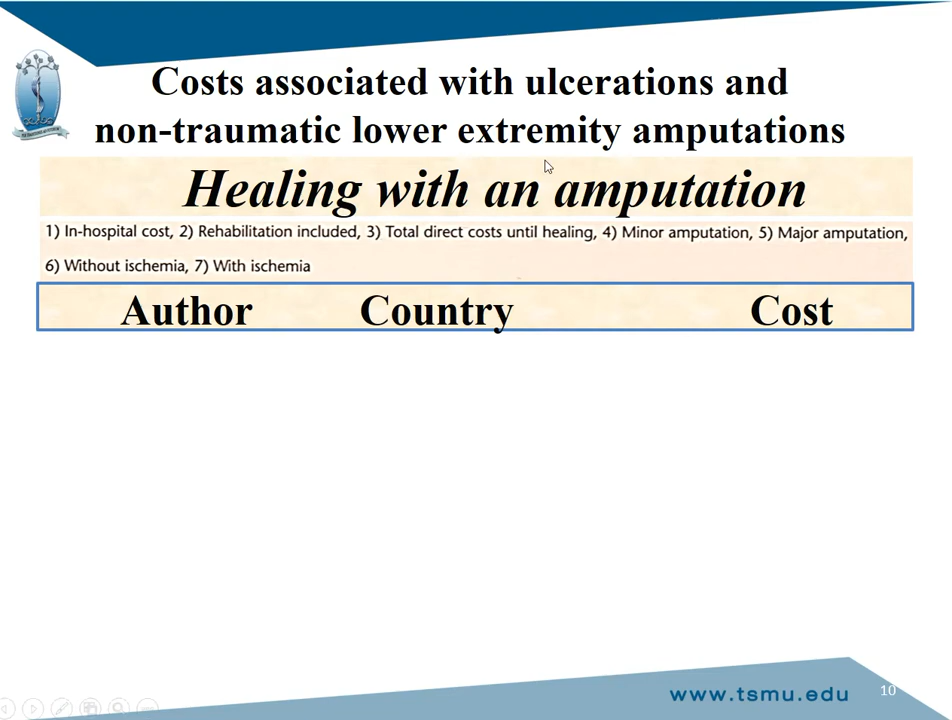 Costs associated with ulcerations and
non-traumatic lower extremity amputations
Healing with an amputation
1) In-hospital cost, 2) Rehabilitation included, 3) Total direct costs until healing, 4) Minor amputation, 5) Major amputation,
6) Without ischemia, 7) With ischemia
Author Country Cost
www.tsmu.edu 10